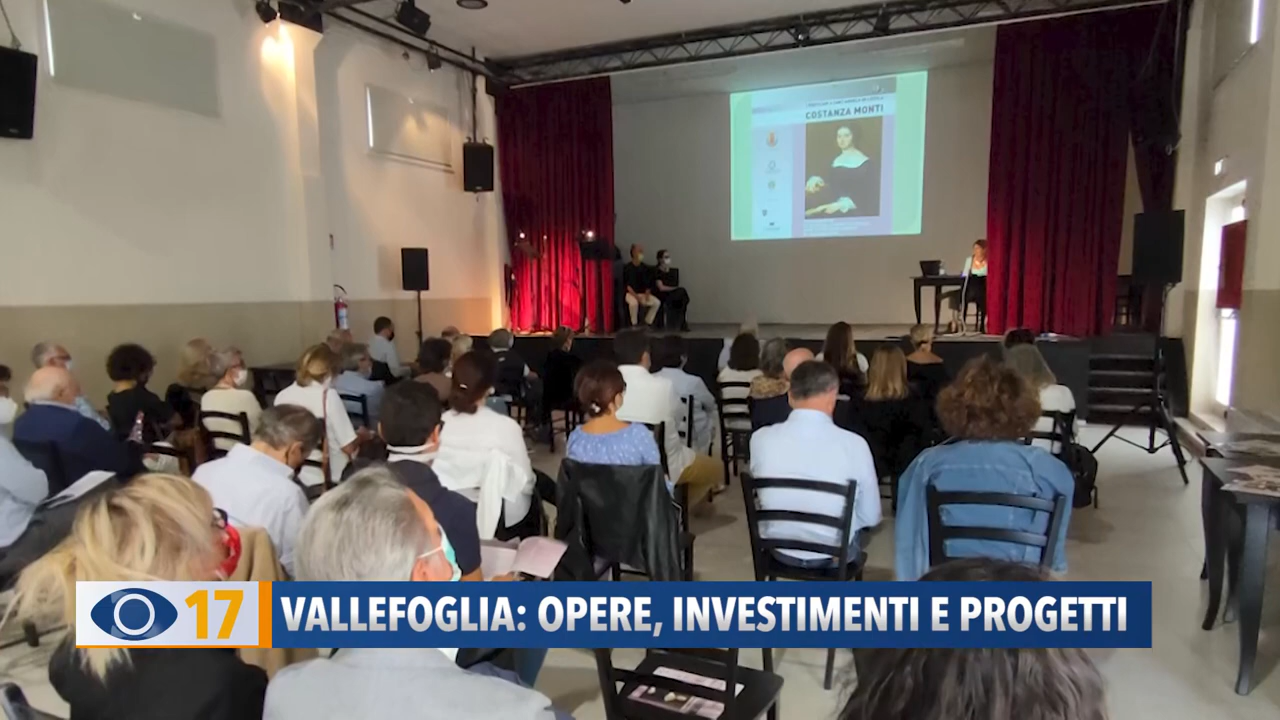 COSTANZA MONTI
17 VALLEFOGLIA: OPERE, INVESTIMENTI E PROGETTI